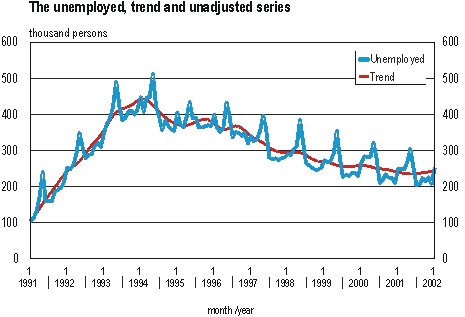 The unemployed, trend and unadjusted series
thousand persons
600 600
Unemployed
Trend
500 500
400 400
300 300
200 200
100 100
0 0
1 1 1 1 1 1 1 1 1 1 1 1
1991 1992 1993 1994 1995 1996 1997 1998 1999 2000 2001 2002
month /year